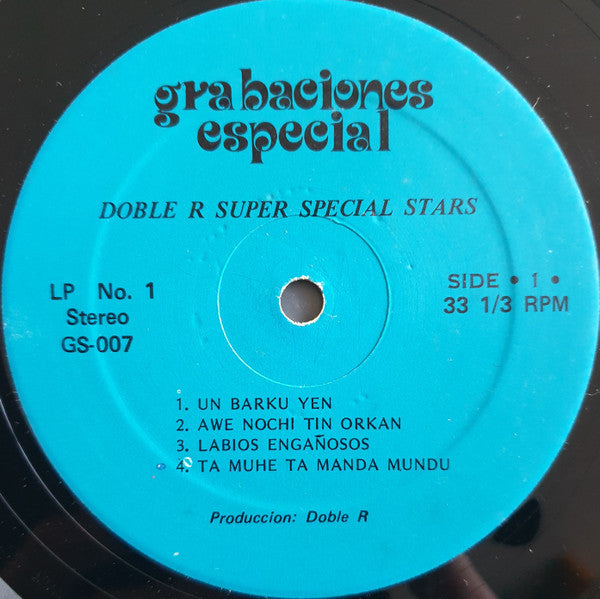 grabaciones
especial
DOBLE R SUPER SPECIAL STARS
LP No. 1
Stereo
GS-007
SIDE • 1 •
33 1/3 RPM
1. UN BARKU YEN
2. AWE NOCHI TIN ORKAN
3. LABIOS ENGAÑOSOS
4. TA MUHE TA MANDA MUNDU
Produccion: Doble R